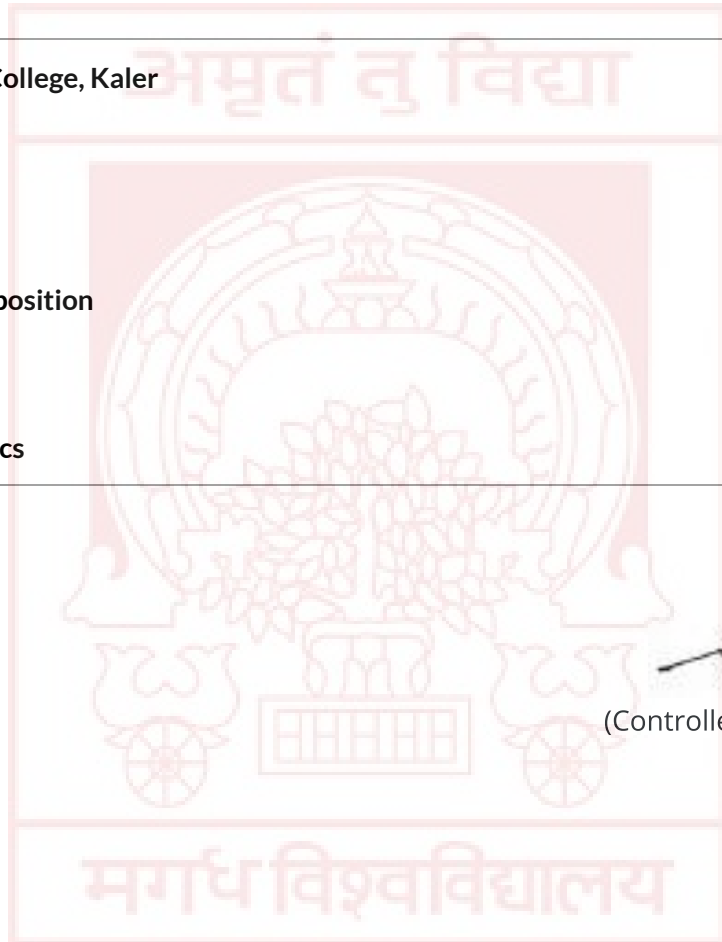 अमृतं तु विद्या
College, Kaler
position
cs
(Controlle
मगध विश्वविद्यालय